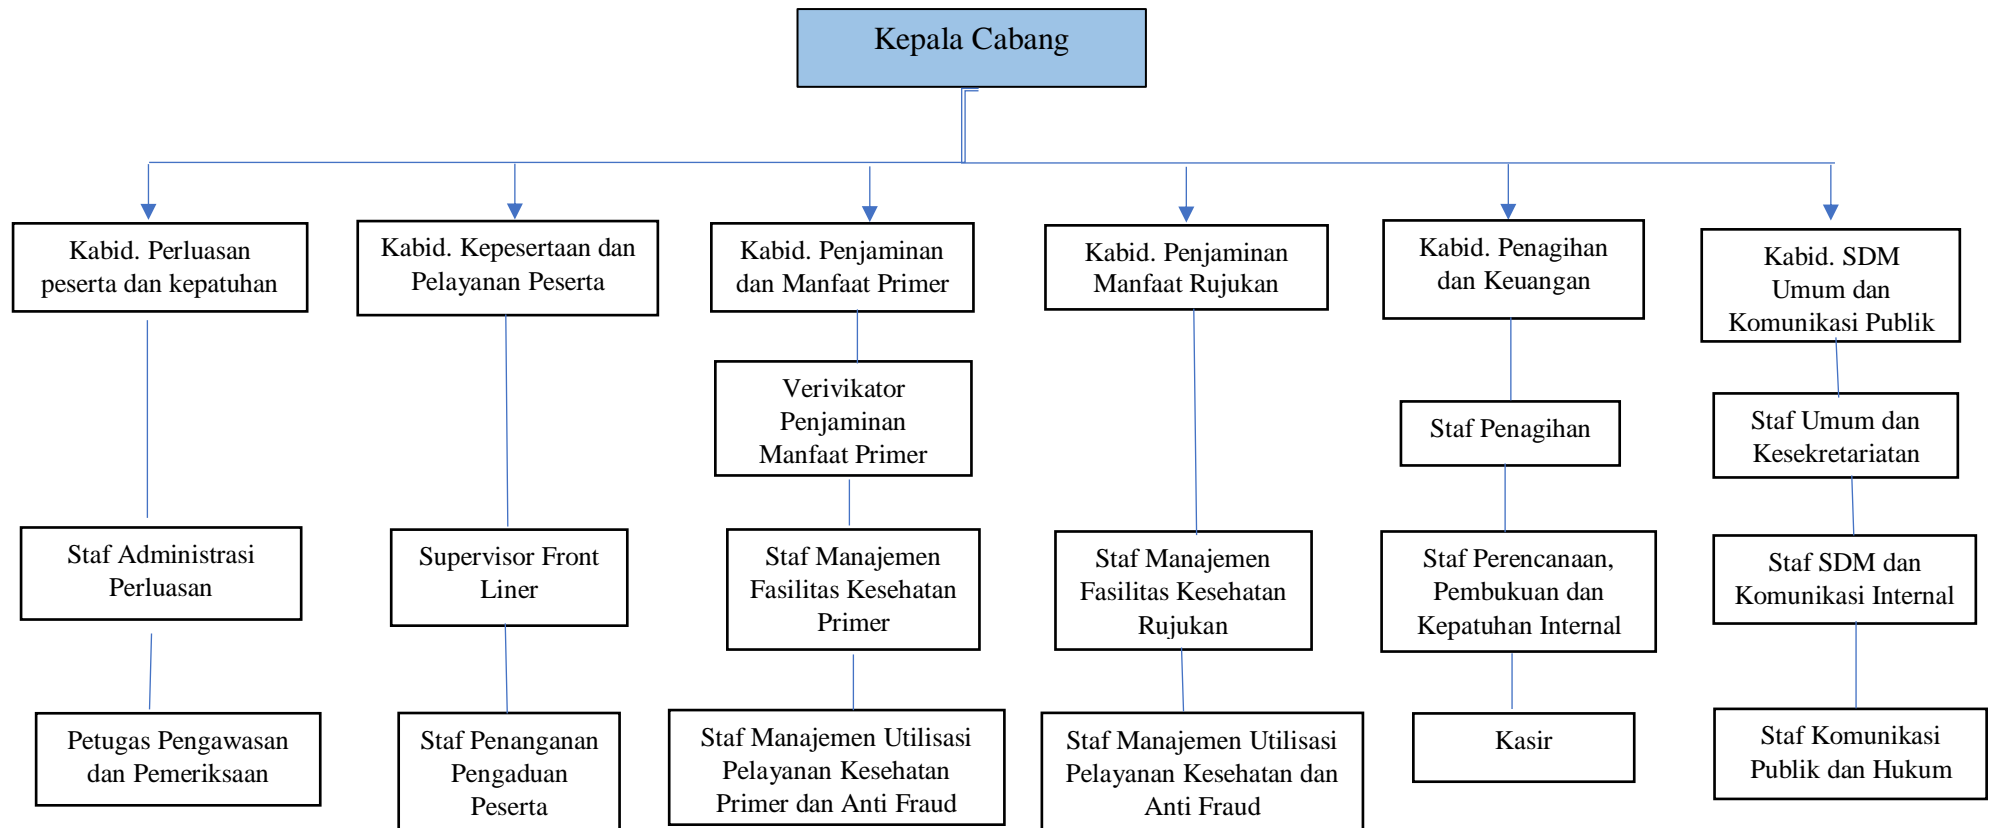 Kepala Cabang
Kabid. Perluasan
peserta dan kepatuhan
Kabid. Kepesertaan dan
Pelayanan Peserta
Kabid. Penjaminan
dan Manfaat Primer
Kabid. Penjaminan
Manfaat Rujukan
Kabid. Penagihan
dan Keuangan
Kabid. SDM
Umum dan
Komunikasi Publik
Verivikator
Penjaminan
Manfaat Primer
Staf Penagihan
Staf Umum dan
Kesekretariatan
Staf Administrasi
Perluasan
Supervisor Front
Liner
Staf Manajemen
Fasilitas Kesehatan
Primer
Staf Manajemen
Fasilitas Kesehatan
Rujukan
Staf Perencanaan,
Pembukuan dan
Kepatuhan Internal
Staf SDM dan
Komunikasi Internal
Petugas Pengawasan
dan Pemeriksaan
Staf Penanganan
Pengaduan
Peserta
Staf Manajemen Utilisasi
Pelayanan Kesehatan
Primer dan Anti Fraud
Staf Manajemen Utilisasi
Pelayanan Kesehatan dan
Anti Fraud
Kasir
Staf Komunikasi
Publik dan Hukum